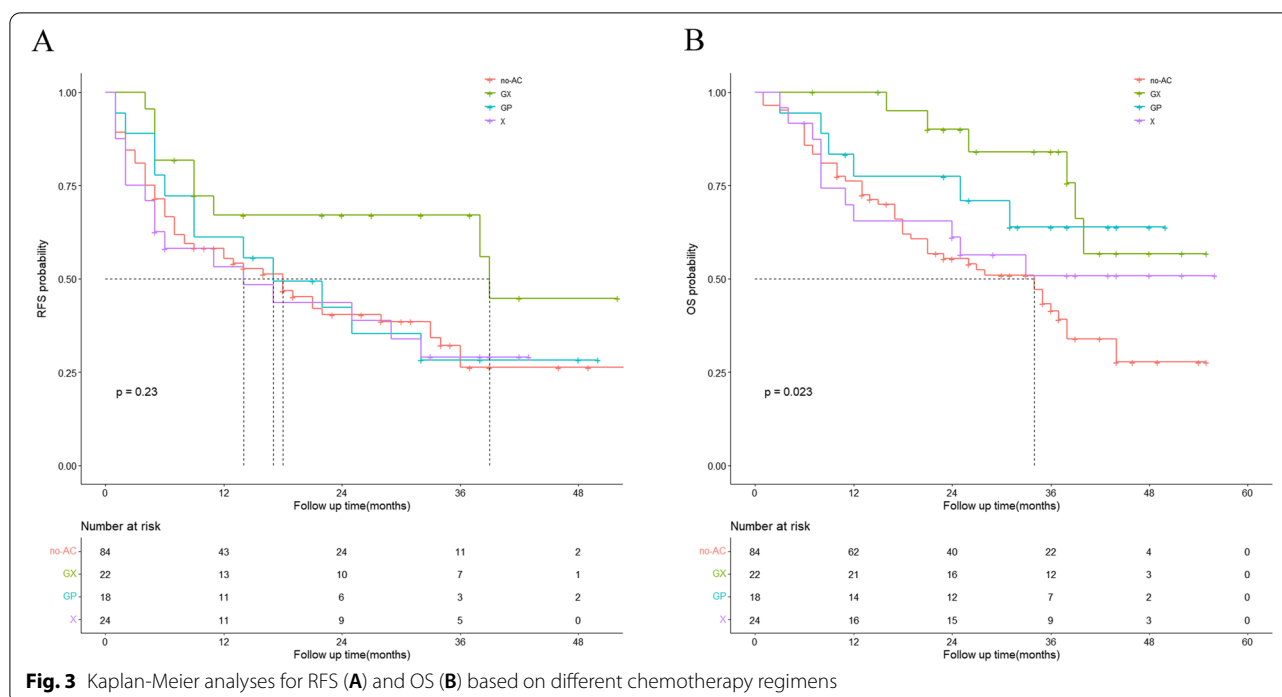 A
no-AC
GX
GP
X
1.00
0.75
0.50
0.25
0.00
RFS probability
p = 0.23
0 12 24 36 48
Follow up time(months)
Number at risk
no-AC 84 43 24 11 2
GX 22 13 10 7 1
GP 18 11 6 3 2
X 24 11 9 5 0
0 12 24 36 48
Follow up time(months)
B
no-AC
GX
GP
X
1.00
0.75
0.50
0.25
0.00
OS probability
p = 0.023
0 12 24 36 48 60
Follow up time(months)
Number at risk
no-AC 84 62 40 22 4 0
GX 22 21 16 12 3 0
GP 18 14 12 7 2 0
X 24 16 15 9 3 0
0 12 24 36 48 60
Follow up time(months)
Fig. 3 Kaplan-Meier analyses for RFS (A) and OS (B) based on different chemotherapy regimens